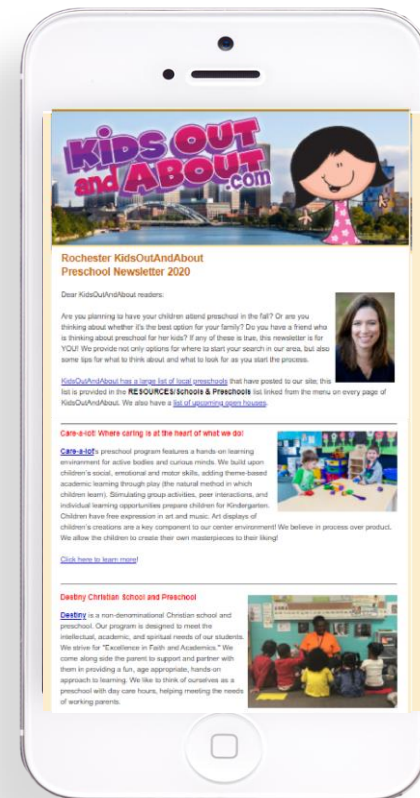 KiDS OUT
and ABOUT
.com
Rochester KidsOutAndAbout
Preschool Newsletter 2020
Dear KidsOutAndAbout readers:
Are you planning to have your children attend preschool in the fall? Or are you
thinking about whether it's the best option for your family? Do you have a friend who
is thinking about preschool for her kids? If any of these is true, this newsletter is for
YOU! We provide not only options for where to start your search in our area, but also
some tips for what to think about and what to look for as you start the process.
KidsOutAndAbout has a large list of local preschools that have posted to our site; this
list is provided in the RESOURCES/Schools & Preschools list linked from the menu on every page of
KidsOutAndAbout. We also have a list of upcoming open houses.
Care-a-lot: Where caring is at the heart of what we do!
Care-a-lot's preschool program features a hands-on learning
environment for active bodies and curious minds. We build upon
children's social, emotional and motor skills, adding theme-based
academic learning through play (the natural method in which
children learn). Stimulating group activities, peer interactions, and
individual learning opportunities prepare children for Kindergarten.
Children have free expression in art and music. Art displays of
children's creations are a key component to our center environment! We believe in process over product.
We allow the children to create their own masterpieces to their liking!
Click here to learn more!
Destiny Christian School and Preschool
Destiny is a non-denominational Christian school and
preschool. Our program is designed to meet the
intellectual, academic, and spiritual needs of our students.
We strive for "Excellence in Faith and Academics." We
come along side the parent to support and partner with
them in providing a fun, age appropriate, hands-on
approach to learning. We like to think of ourselves as a
preschool with day care hours, helping meeting the needs
of working parents.